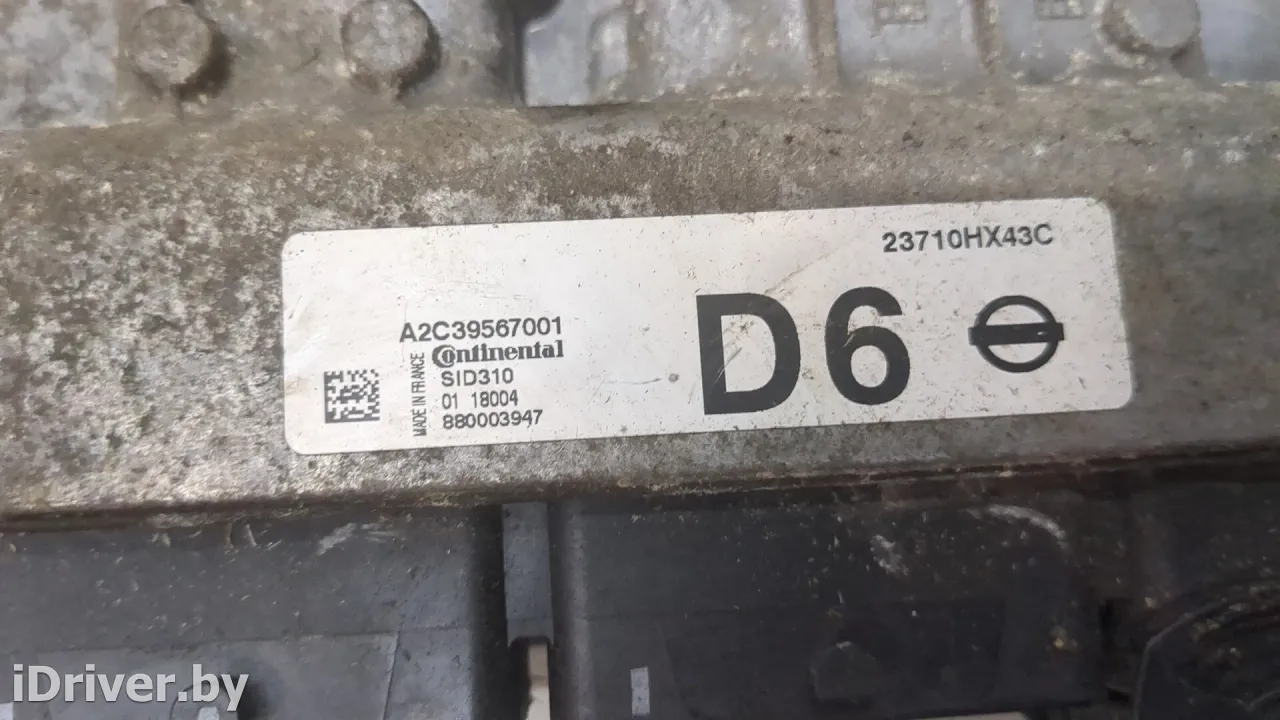 23710HX43C
A2C39567001
Continental
SID310
01 18004
880003947
MADE IN FRANCE
D6
iDriver.by